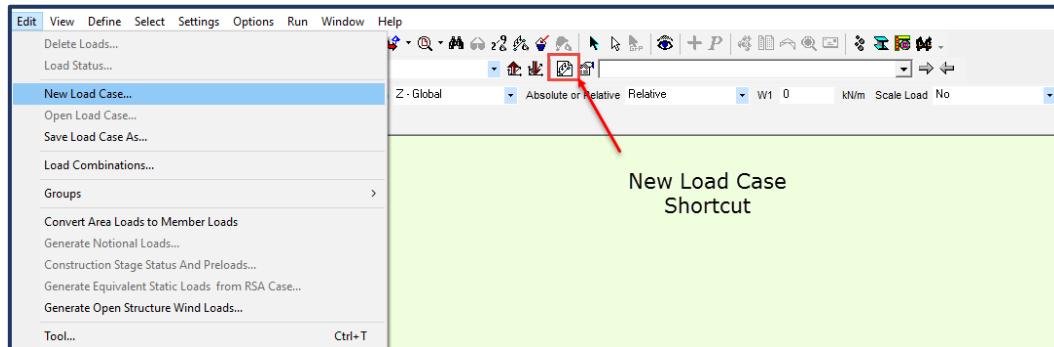 Edit View Define Select Settings Options Run Window Help
Delete Loads...
Load Status...
New Load Case...
Z - Global Absolute or Relative Relative W1 0 kN/m Scale Load No
Open Load Case...
Save Load Case As...
Load Combinations...
Groups
New Load Case
Shortcut
Convert Area Loads to Member Loads
Generate Notional Loads...
Construction Stage Status And Preloads...
Generate Equivalent Static Loads from RSA Case...
Generate Open Structure Wind Loads...
Tool... Ctrl+T